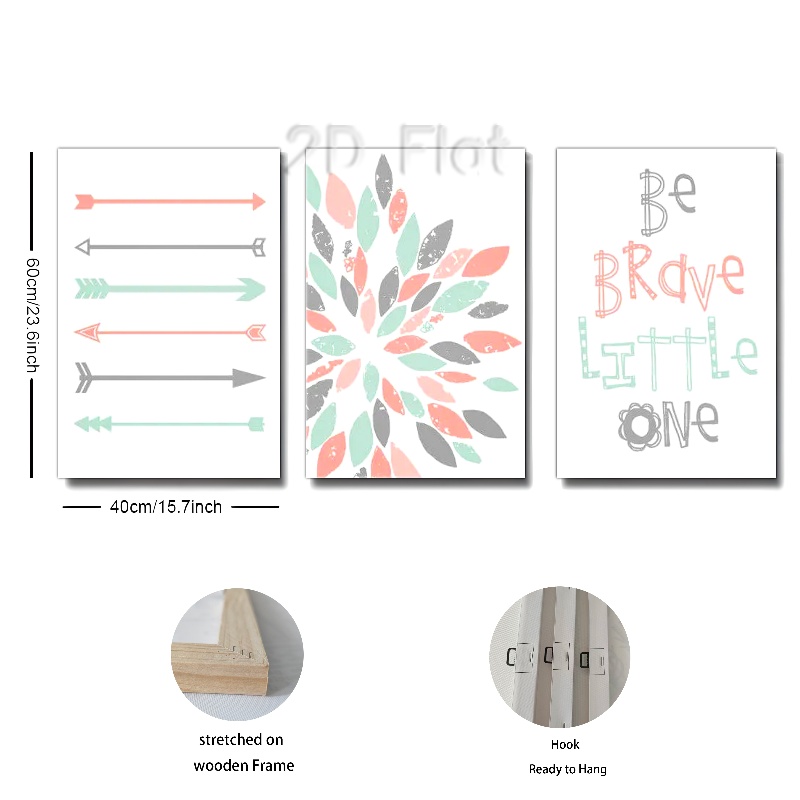 2D Flat
Be
BRave
LITTLe
ONe
60cm/23.6inch
40cm/15.7inch
stretched on
wooden Frame
Hook
Ready to Hang